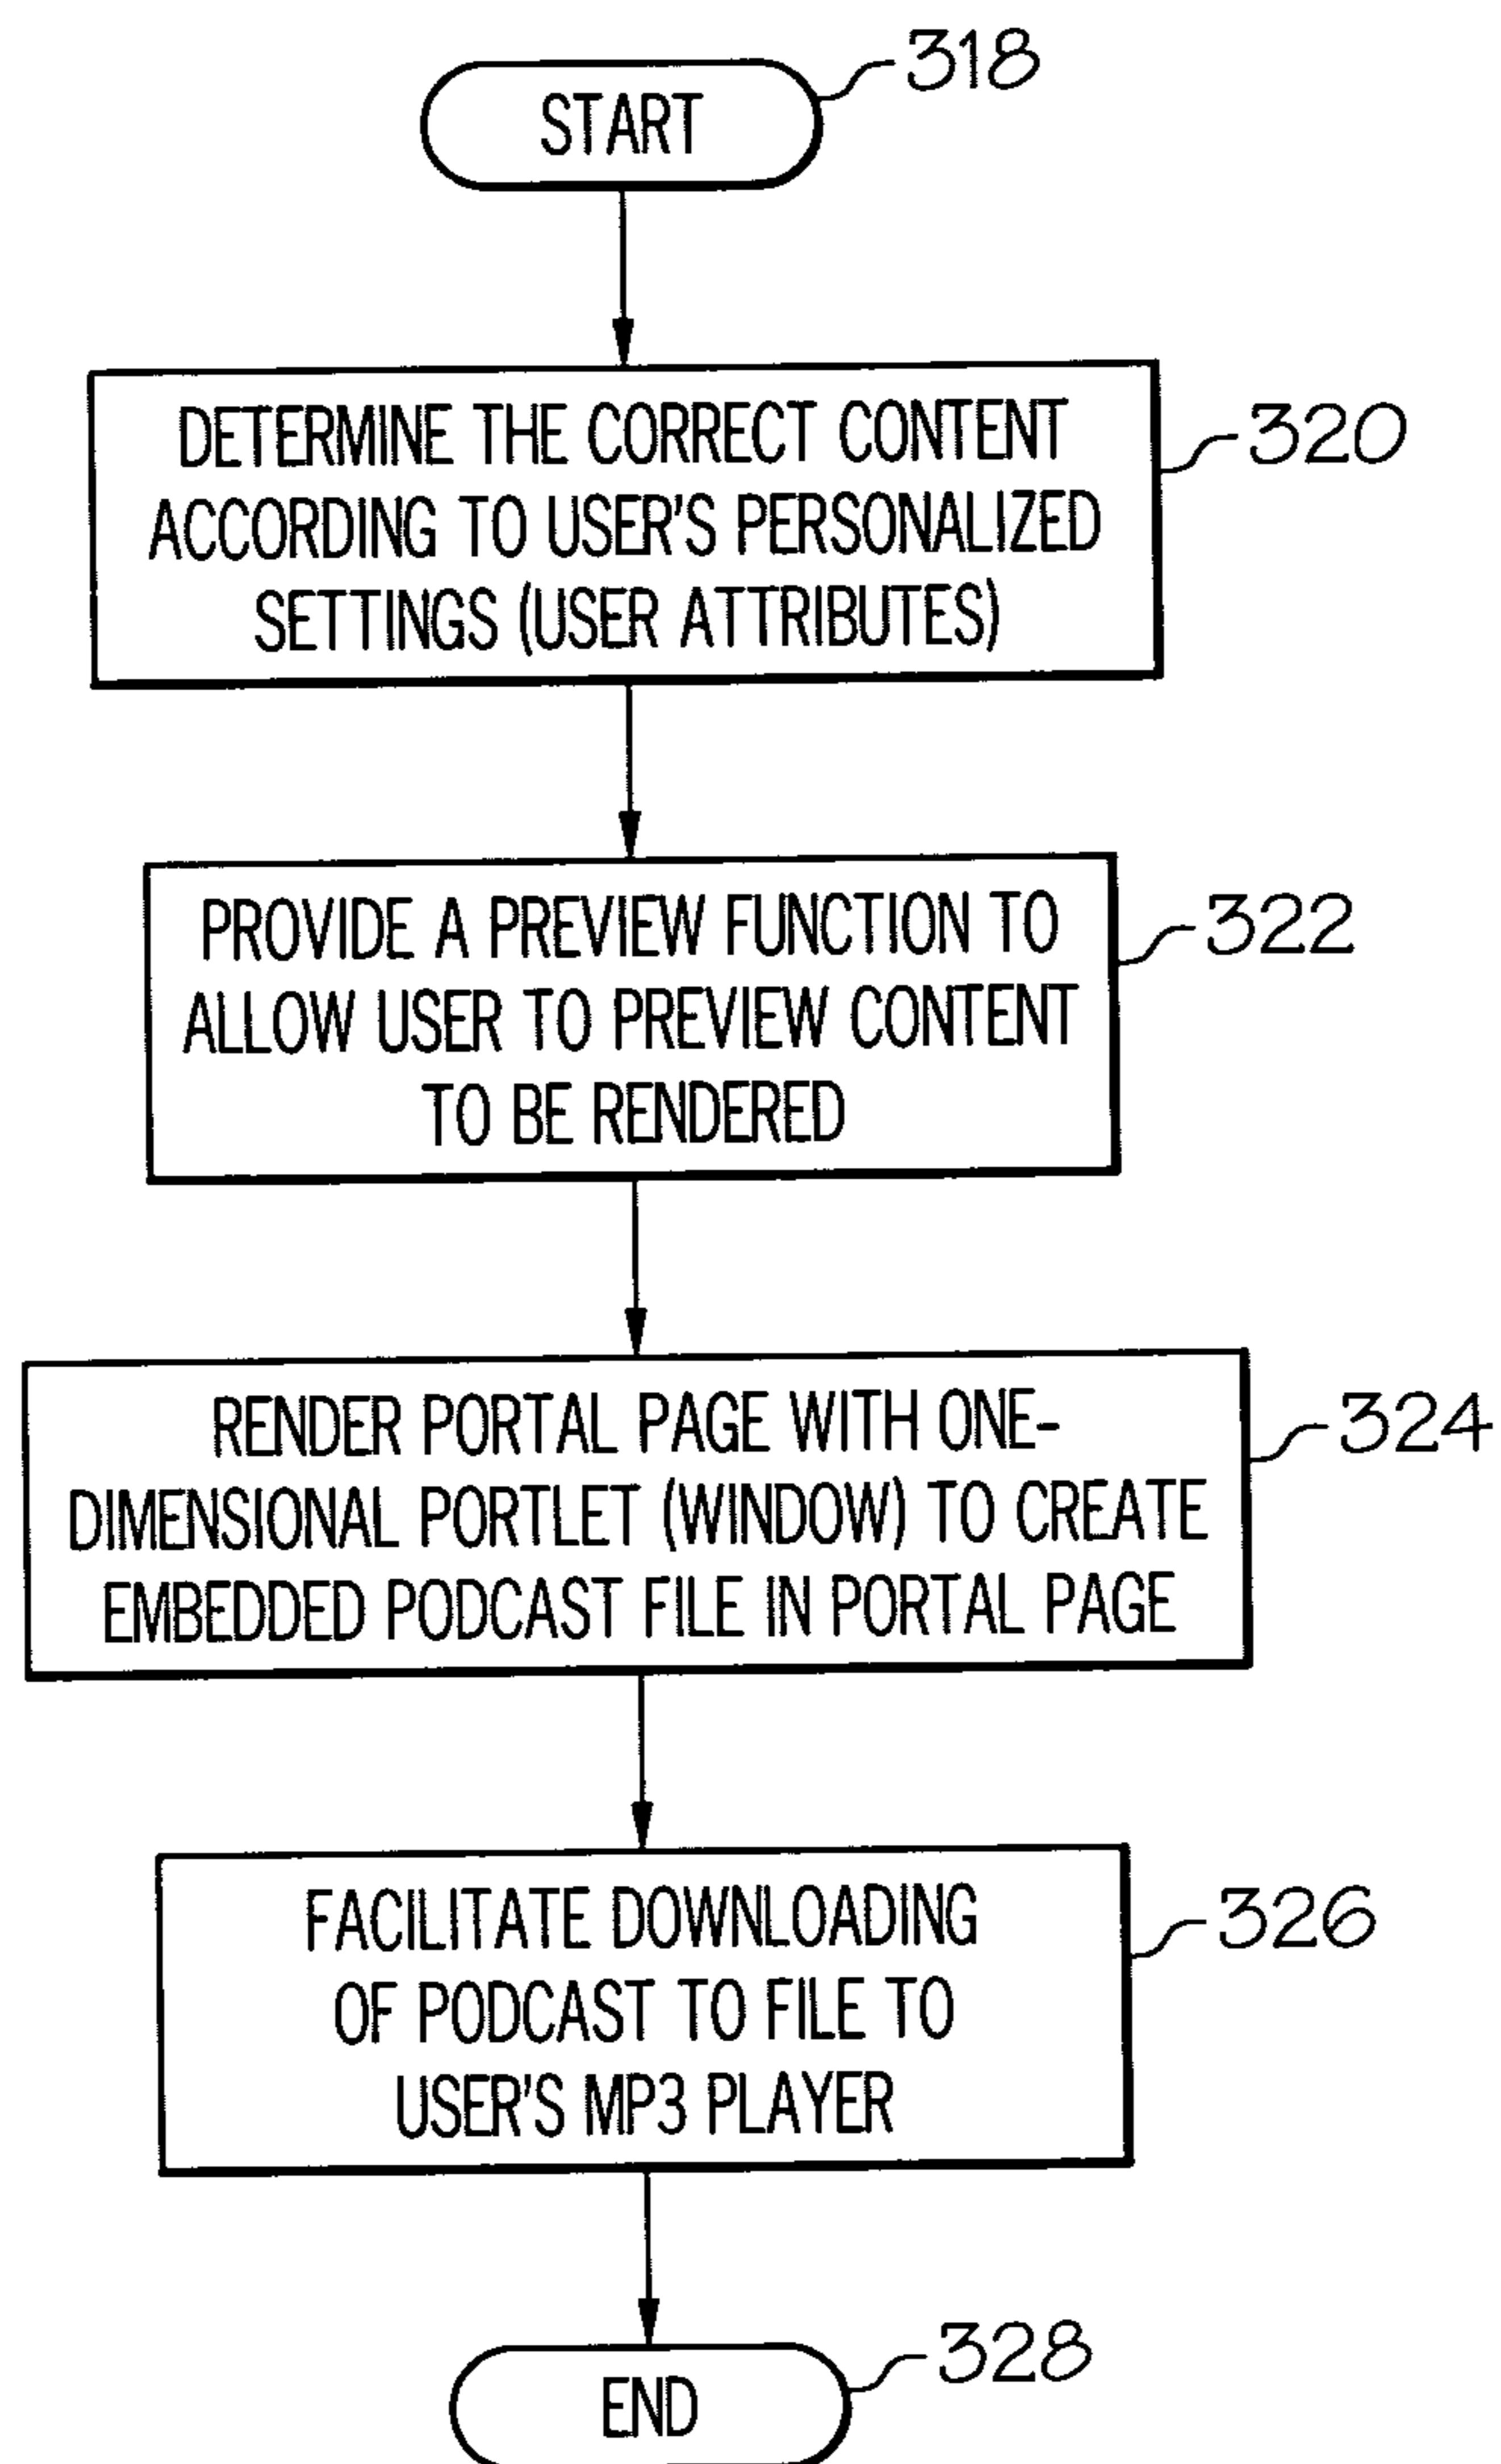 START
318
DETERMINE THE CORRECT CONTENT
ACCORDING TO USER'S PERSONALIZED
SETTINGS (USER ATTRIBUTES)
320
PROVIDE A PREVIEW FUNCTION TO
ALLOW USER TO PREVIEW CONTENT
TO BE RENDERED
322
RENDER PORTAL PAGE WITH ONE-
DIMENSIONAL PORTLET (WINDOW) TO CREATE
EMBEDDED PODCAST FILE IN PORTAL PAGE
324
FACILITATE DOWNLOADING
OF PODCAST TO FILE TO
USER'S MP3 PLAYER
326
END
328